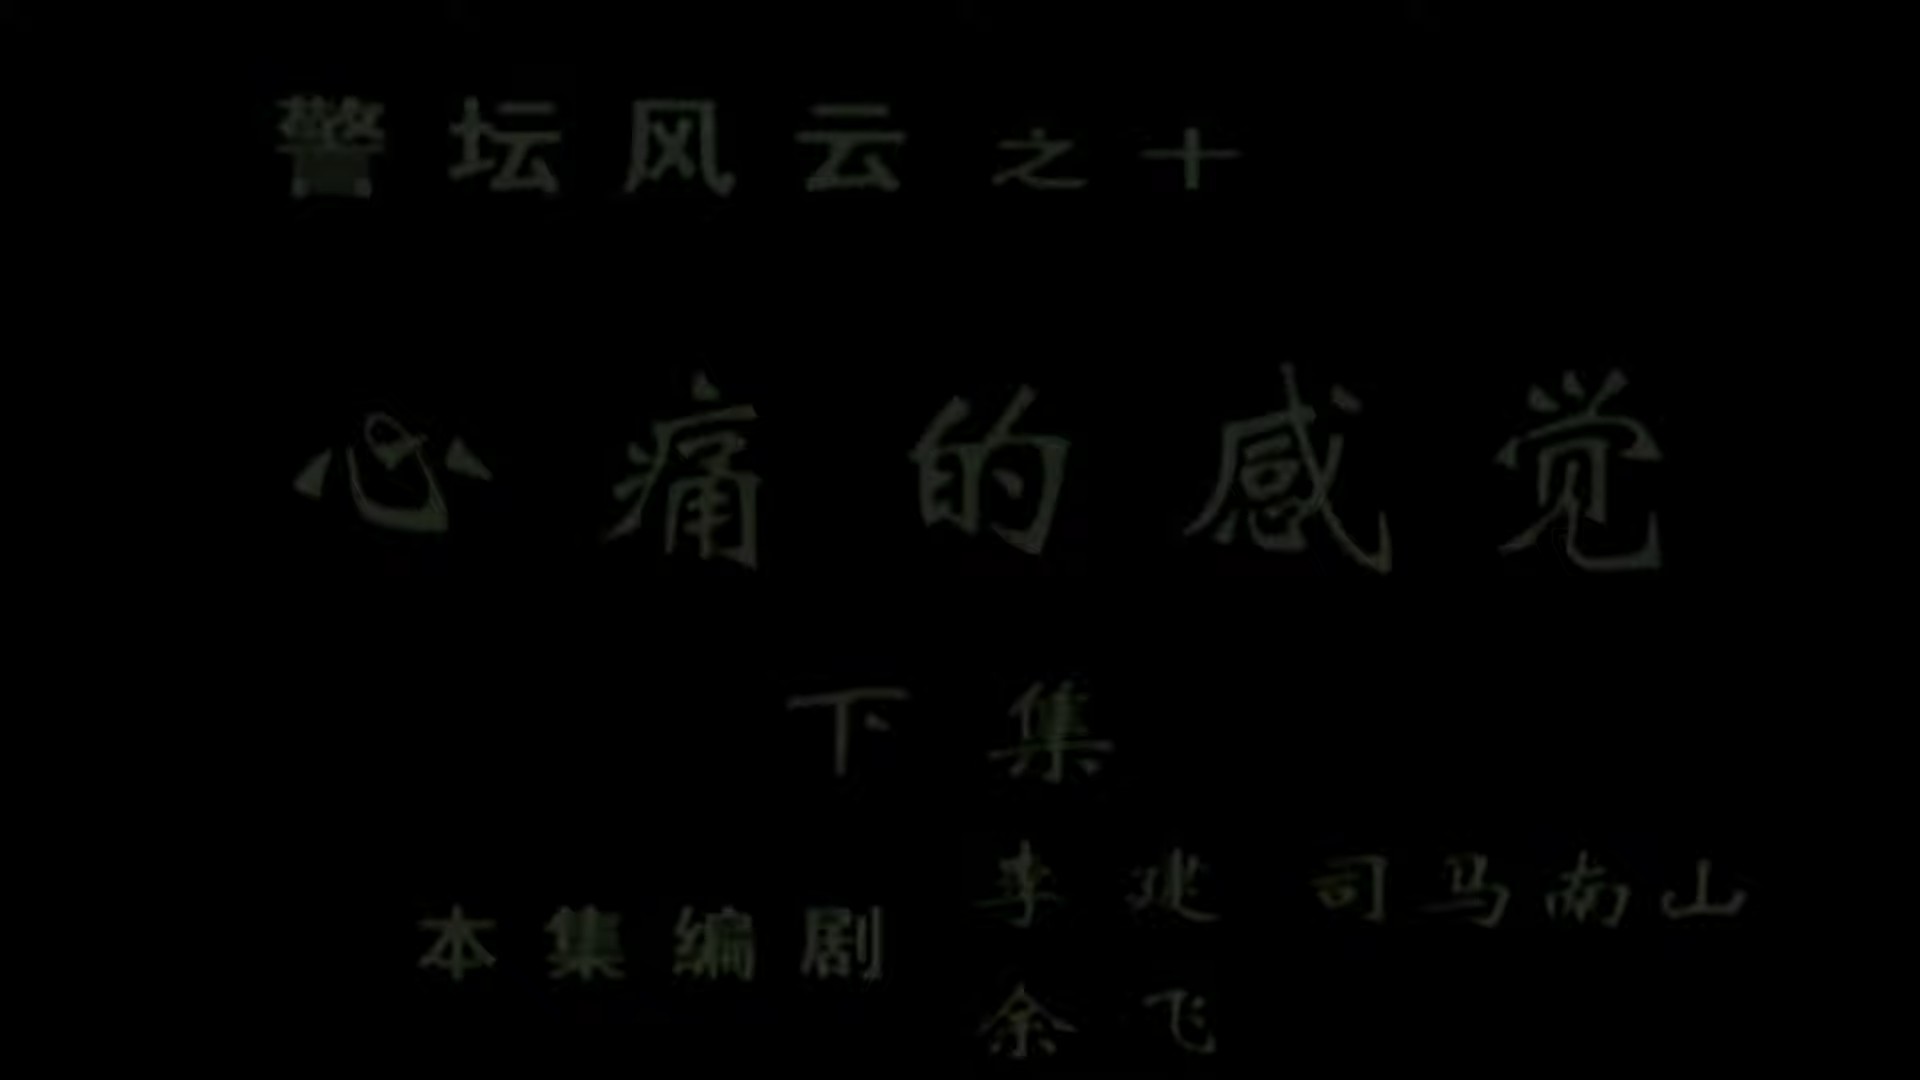 警坛风云之十
心痛的感觉
下集
本集编剧 李建 司马南山
余飞